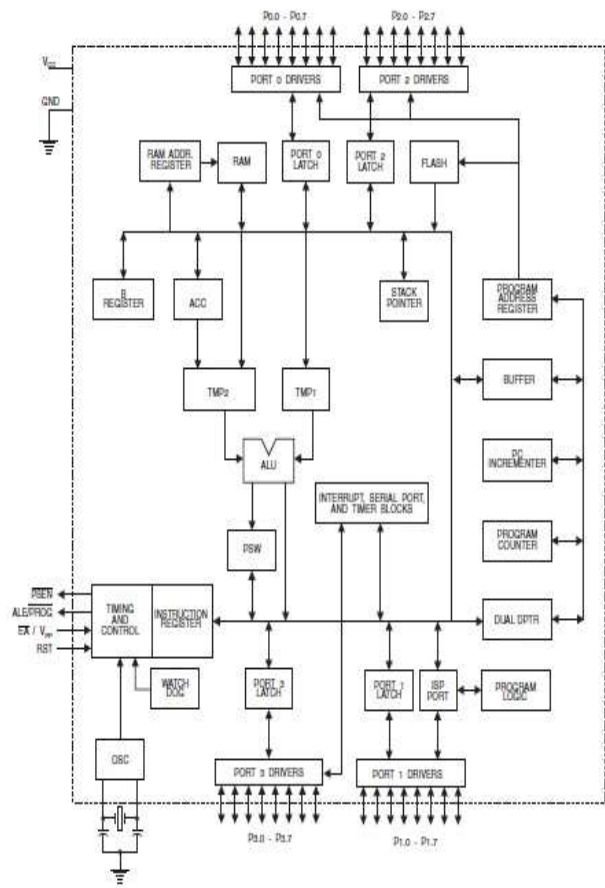 P0.0 - P0.7
P2.0 - P2.7
VCC
PORT 0 DRIVERS
PORT 2 DRIVERS
GND
RAM ADDR.
REGISTER
RAM
PORT 0
LATCH
PORT 2
LATCH
FLASH
B
REGISTER
ACC
STACK
POINTER
PROGRAM
ADDRESS
REGISTER
BUFFER
TMP2
TMP1
ALU
PC
INCREMENTER
INTERRUPT, SERIAL PORT,
AND TIMER BLOCKS
PSW
PROGRAM
COUNTER
PSEN
ALE/PROG
EA / VPP
RST
TIMING
AND
CONTROL
INSTRUCTION
REGISTER
DUAL DPTR
WATCH
DOG
PORT 3
LATCH
PORT 1
LATCH
ISP
PORT
PROGRAM
LOGIC
OSC
PORT 3 DRIVERS
PORT 1 DRIVERS
P3.0 - P3.7
P1.0 - P1.7